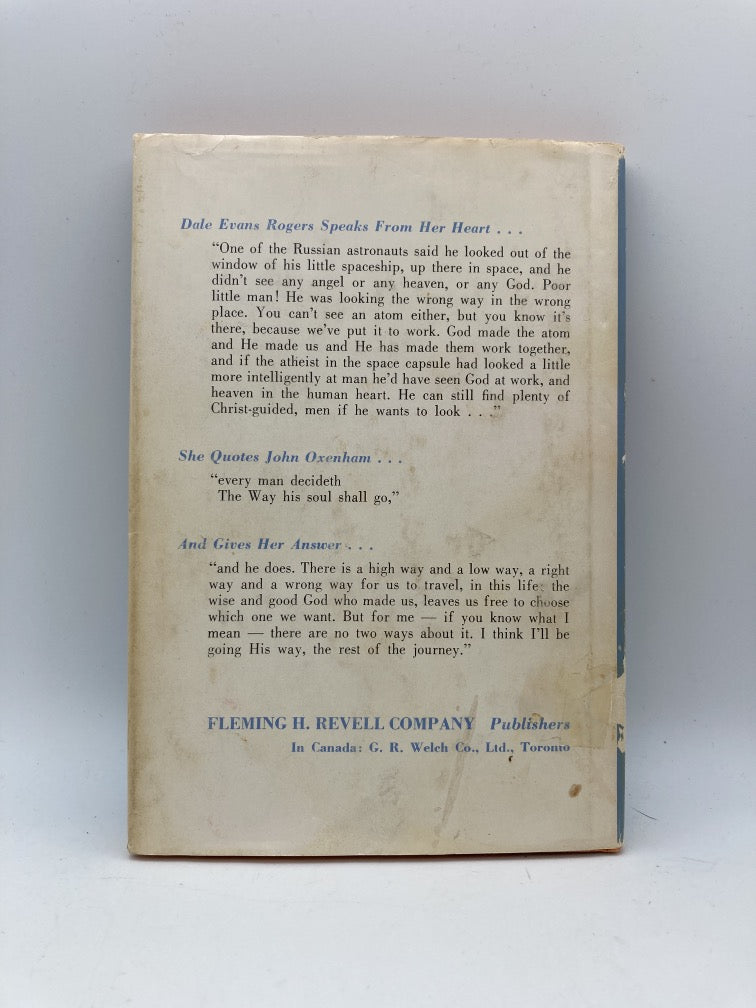 Dale Evans Rogers Speaks From Her Heart . . .
“One of the Russian astronauts said he looked out of the
window of his little spaceship, up there in space, and he
didn’t see any angel or any heaven, or any God. Poor
little man! He was looking the wrong way in the wrong
place. You can’t see an atom either, but you know it’s
there, because we’ve put it to work. God made the atom
and He made us and He has made them work together,
and if the atheist in the space capsule had looked a little
more intelligently at man he’d have seen God at work, and
heaven in the human heart. He can still find plenty of
Christ-guided, men if he wants to look . . .”
She Quotes John Oxenham . . .
“every man decideth
The Way his soul shall go,”
And Gives Her Answer . . .
“and he does. There is a high way and a low way, a right
way and a wrong way for us to travel, in this life: the
wise and good God who made us, leaves us free to choose
which one we want. But for me — if you know what I
mean — there are no two ways about it. I think I’ll be
going His way, the rest of the journey.”
FLEMING H. REVELL COMPANY Publishers
In Canada: G. R. Welch Co., Ltd., Toronto